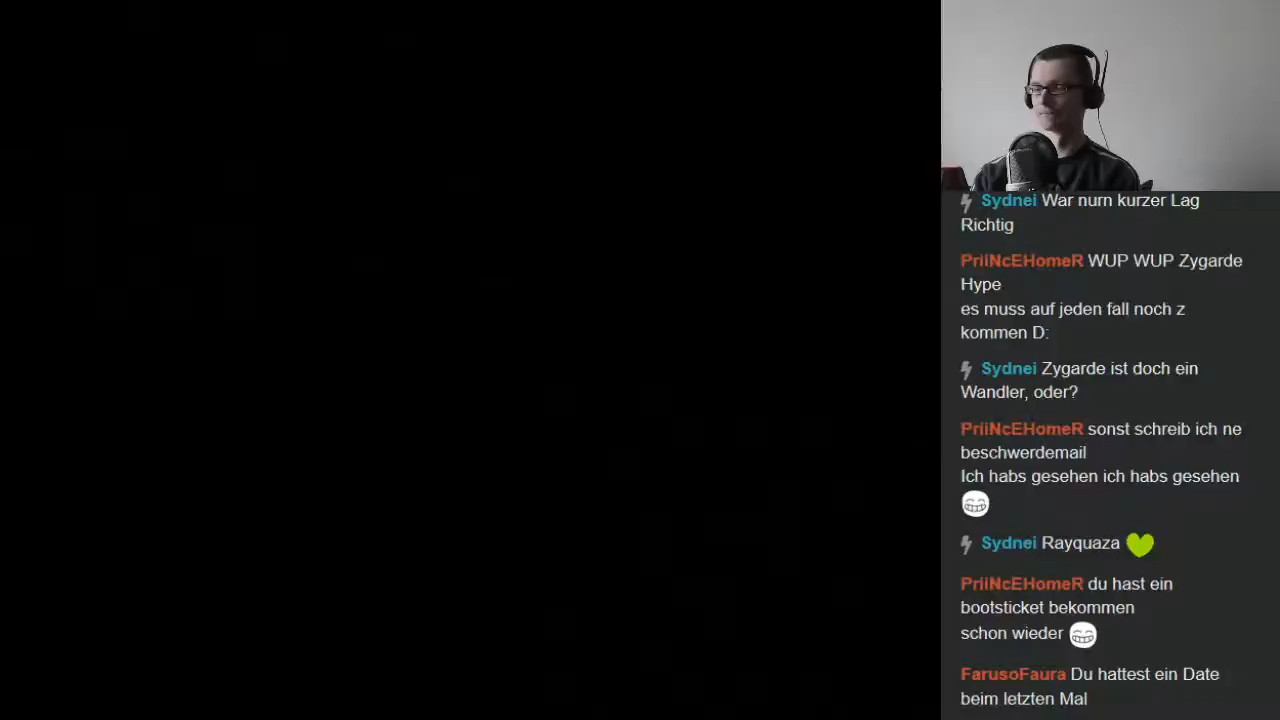 Sydnei War nurn kurzer Lag
Richtig
PriiNcEHomeR WUP WUP Zygarde
Hype
es muss auf jeden fall noch z
kommen D:
Sydnei Zygarde ist doch ein
Wandler, oder?
PriiNcEHomeR sonst schreib ich ne
beschwerdemail
Ich habs gesehen ich habs gesehen
Sydnei Rayquaza
PriiNcEHomeR du hast ein
bootsticket bekommen
schon wieder
FarusoFaura Du hattest ein Date
beim letzten Mal